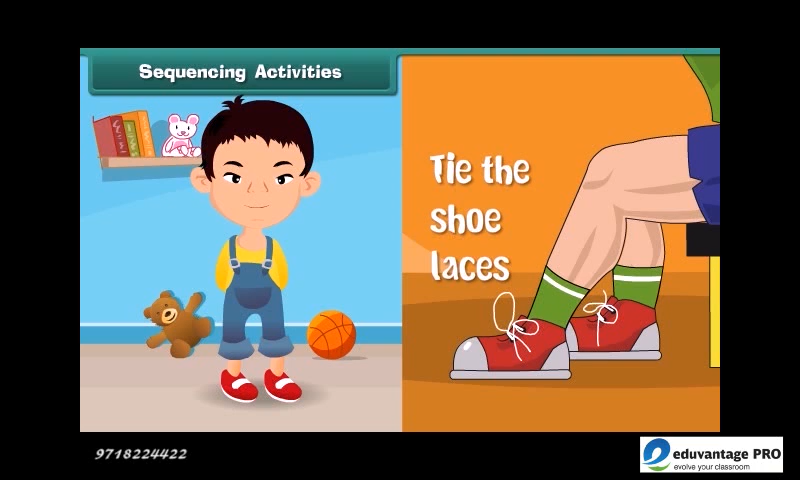 Sequencing Activities
Tie the
shoe
laces
9718224422
eduvantage PRO
evolve your classroom